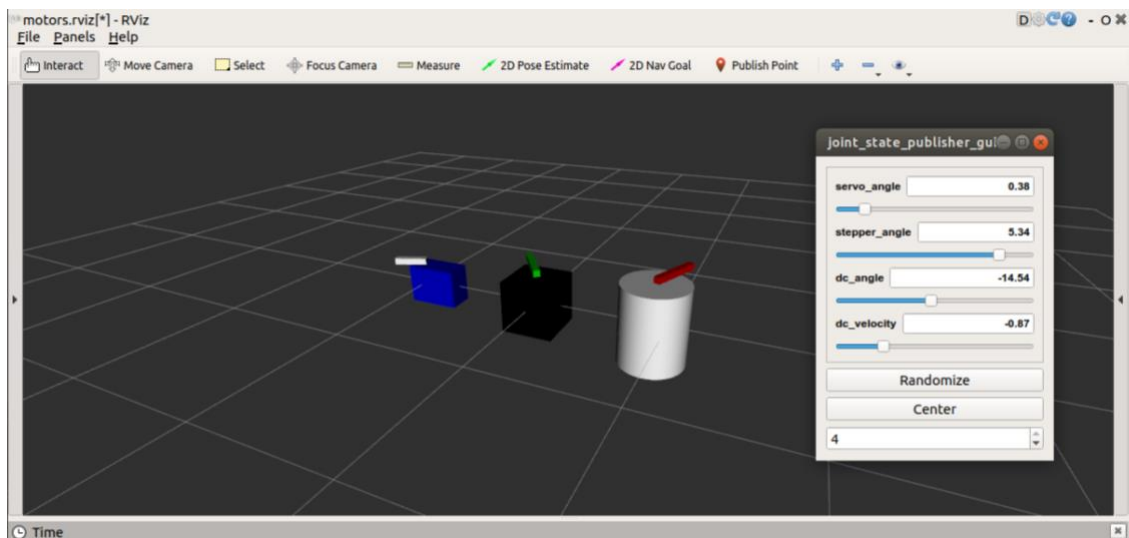 motors.rviz[*] - RViz
File Panels Help
Interact Move Camera Select Focus Camera Measure 2D Pose Estimate 2D Nav Goal Publish Point
joint_state_publisher_gui
servo_angle 0.38
stepper_angle 5.34
dc_angle -14.54
dc_velocity -0.87
Randomize
Center
4
Time